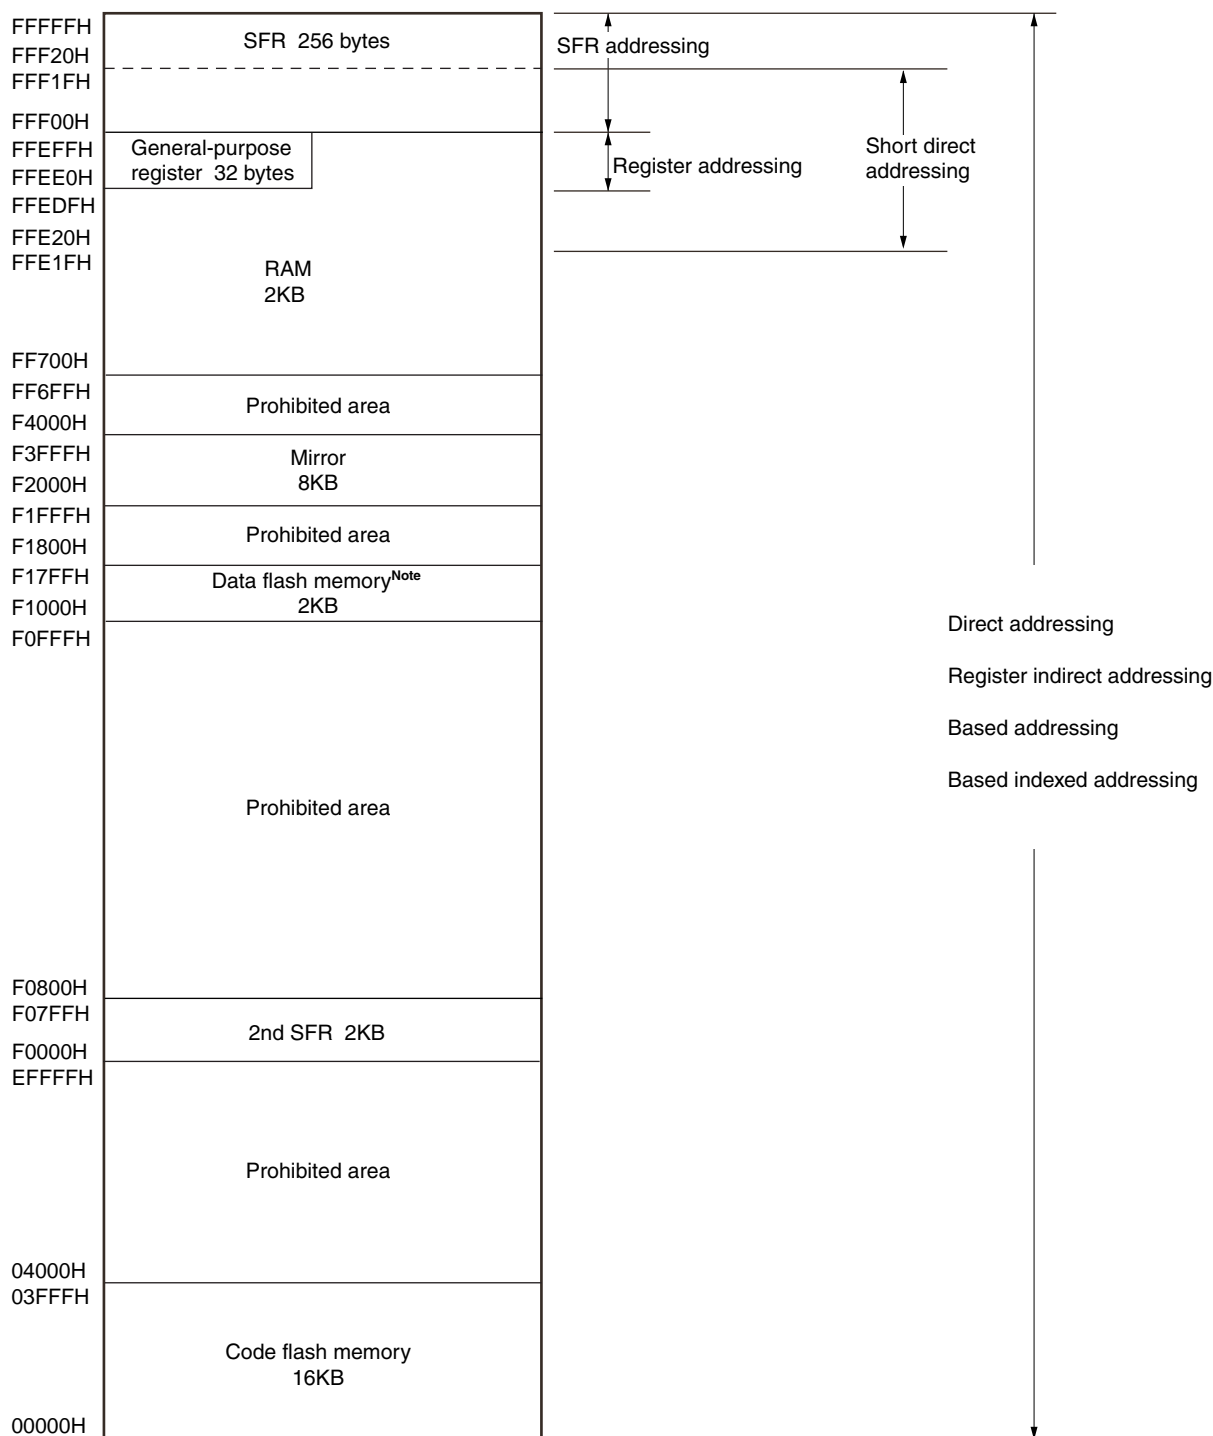 FFFFFH
SFR 256 bytes
SFR addressing
FFF20H
FFF1FH
FFF00H
FFEFFH
General-purpose
register 32 bytes
Register addressing
Short direct
addressing
FFEE0H
FFEDFH
FFE20H
FFE1FH
RAM
2KB
FF700H
FF6FFH
Prohibited area
F4000H
F3FFFH
Mirror
8KB
F2000H
F1FFFH
Prohibited area
F1800H
F17FFH
Data flash memoryNote
2KB
F1000H
F0FFFH
Direct addressing
Register indirect addressing
Based addressing
Based indexed addressing
Prohibited area
F0800H
F07FFH
2nd SFR 2KB
F0000H
EFFFFH
Prohibited area
04000H
03FFFH
Code flash memory
16KB
00000H